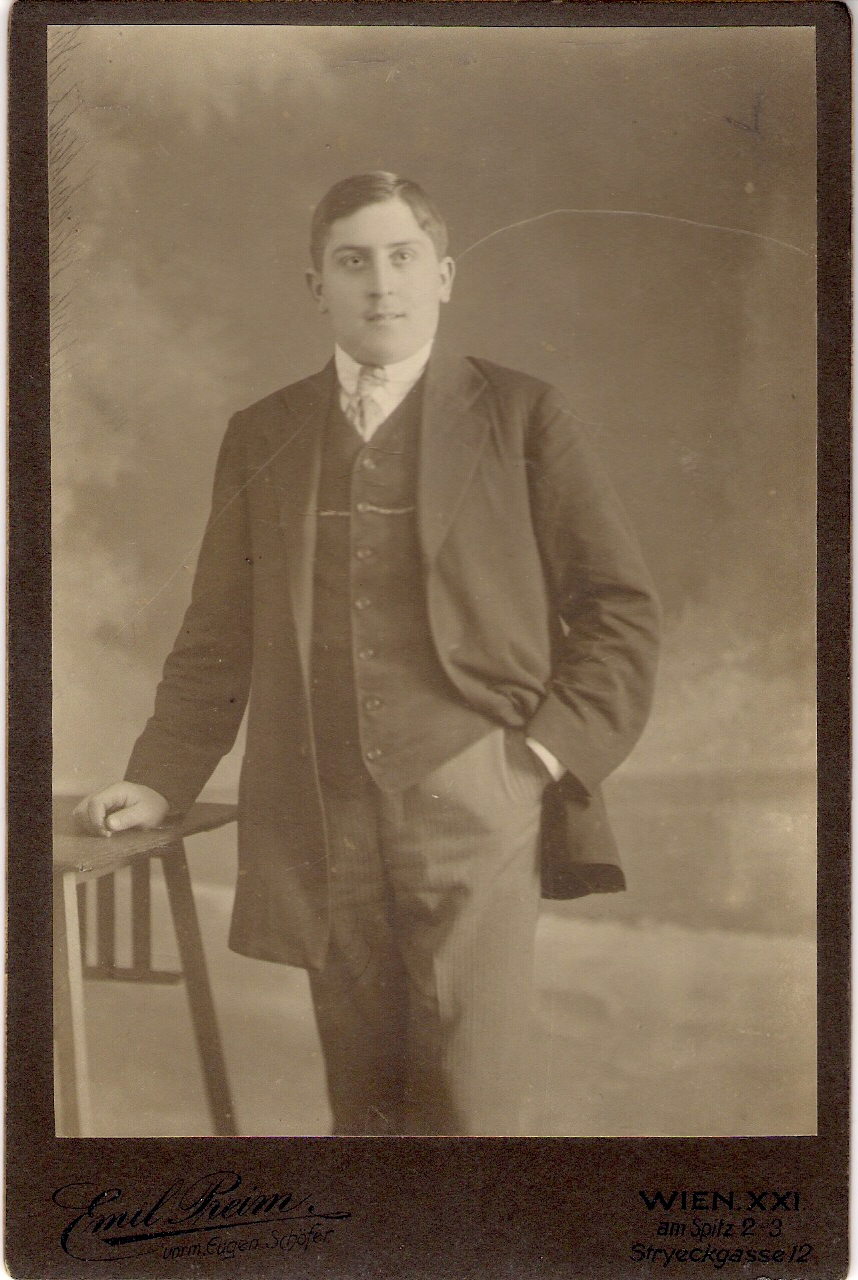 Emil Reim.
vorm. Eugen Schöfer
WIEN. XXI.
am Spitz 2-3
Stryeckgasse 12